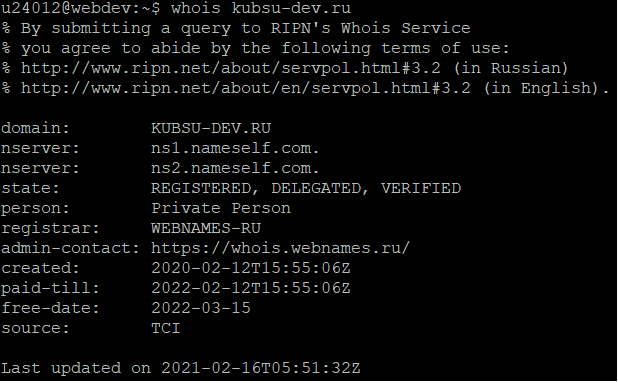 u24012@webdev:~$ whois kubsu-dev.ru
% By submitting a query to RIPN's Whois Service
% you agree to abide by the following terms of use:
% http://www.ripn.net/about/servpol.html#3.2 (in Russian)
% http://www.ripn.net/about/en/servpol.html#3.2 (in English).
domain: KUBSU-DEV.RU
nserver: ns1.nameself.com.
nserver: ns2.nameself.com.
state: REGISTERED, DELEGATED, VERIFIED
person: Private Person
registrar: WEBNAMES-RU
admin-contact: https://whois.webnames.ru/
created: 2020-02-12T15:55:06Z
paid-till: 2022-02-12T15:55:06Z
free-date: 2022-03-15
source: TCI
Last updated on 2021-02-16T05:51:32Z